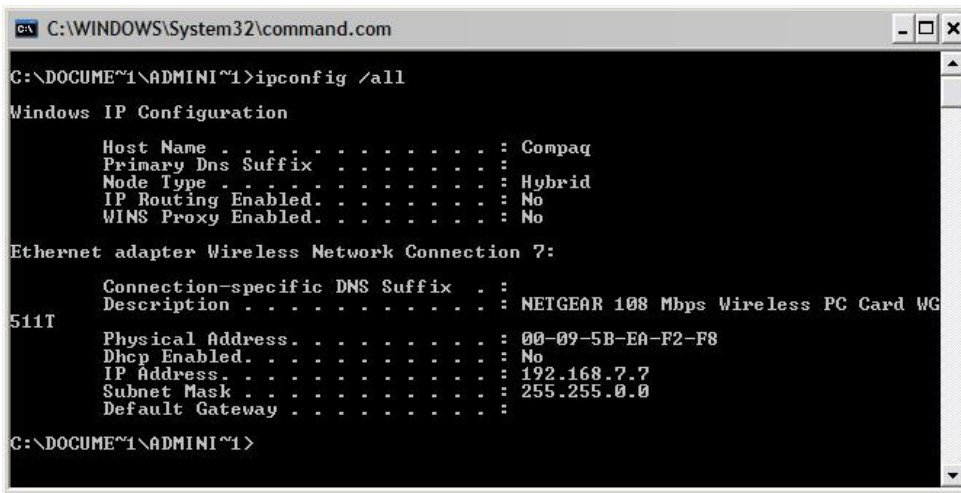 C:\WINDOWS\System32\command.com
C:\DOCUME~1\ADMINI~1>ipconfig /all
Windows IP Configuration
Host Name . . . . . . . . . . . . : Compaq
Primary Dns Suffix . . . . . . . :
Node Type . . . . . . . . . . . . : Hybrid
IP Routing Enabled. . . . . . . . : No
WINS Proxy Enabled. . . . . . . . : No
Ethernet adapter Wireless Network Connection 7:
Connection-specific DNS Suffix . :
Description . . . . . . . . . . . : NETGEAR 108 Mbps Wireless PC Card WG
511T
Physical Address. . . . . . . . . : 00-09-5B-EA-F2-F8
Dhcp Enabled. . . . . . . . . . . : No
IP Address. . . . . . . . . . . . : 192.168.7.7
Subnet Mask . . . . . . . . . . . : 255.255.0.0
Default Gateway . . . . . . . . . :
C:\DOCUME~1\ADMINI~1>